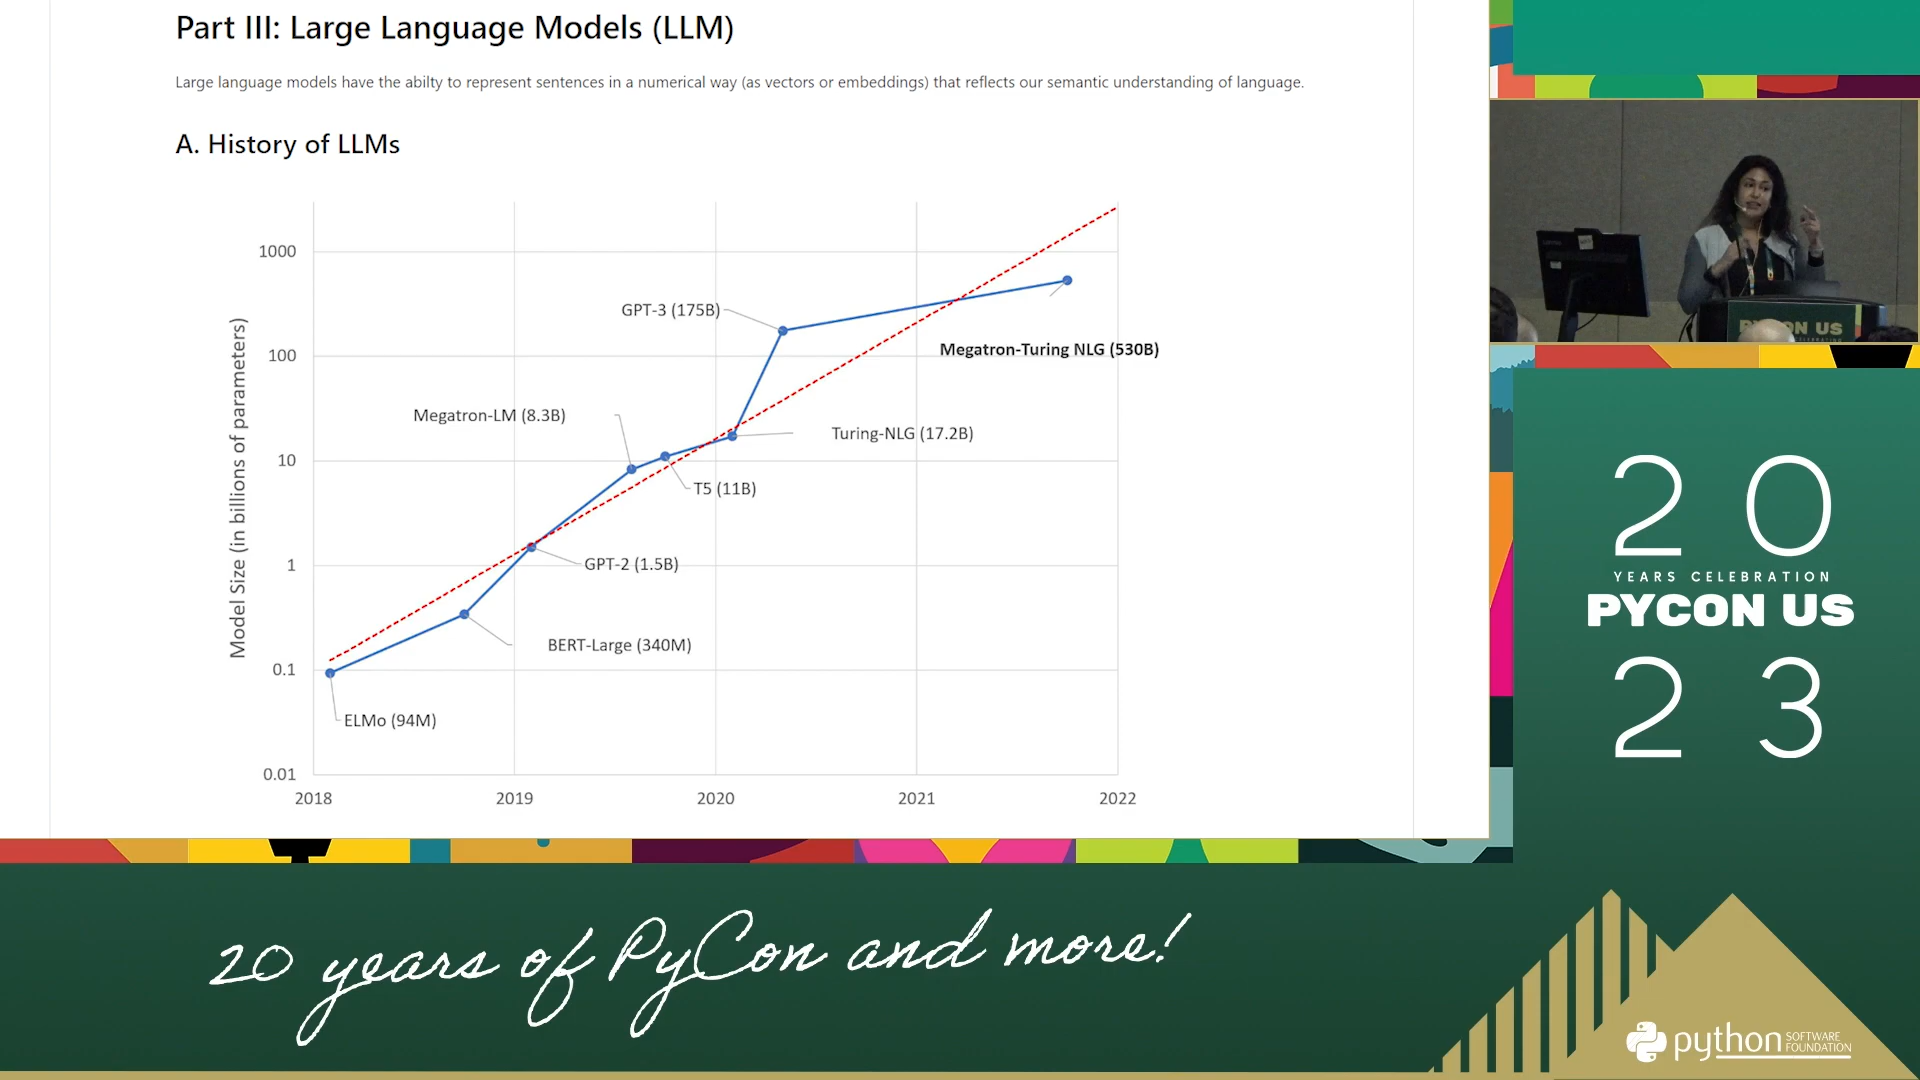 Part III: Large Language Models (LLM)
Large language models have the abilty to represent sentences in a numerical way (as vectors or embeddings) that reflects our semantic understanding of language.
A. History of LLMs
Model Size (in billions of parameters)
1000
100
10
1
0.1
0.01
2018
2019
2020
2021
2022
GPT-3 (175B)
Megatron-Turing NLG (530B)
Megatron-LM (8.3B)
Turing-NLG (17.2B)
T5 (11B)
GPT-2 (1.5B)
BERT-Large (340M)
ELMo (94M)
PYCON US
20
YEARS CELEBRATION
PYCON US
23
20 years of PyCon and more!
python
SOFTWARE
FOUNDATION